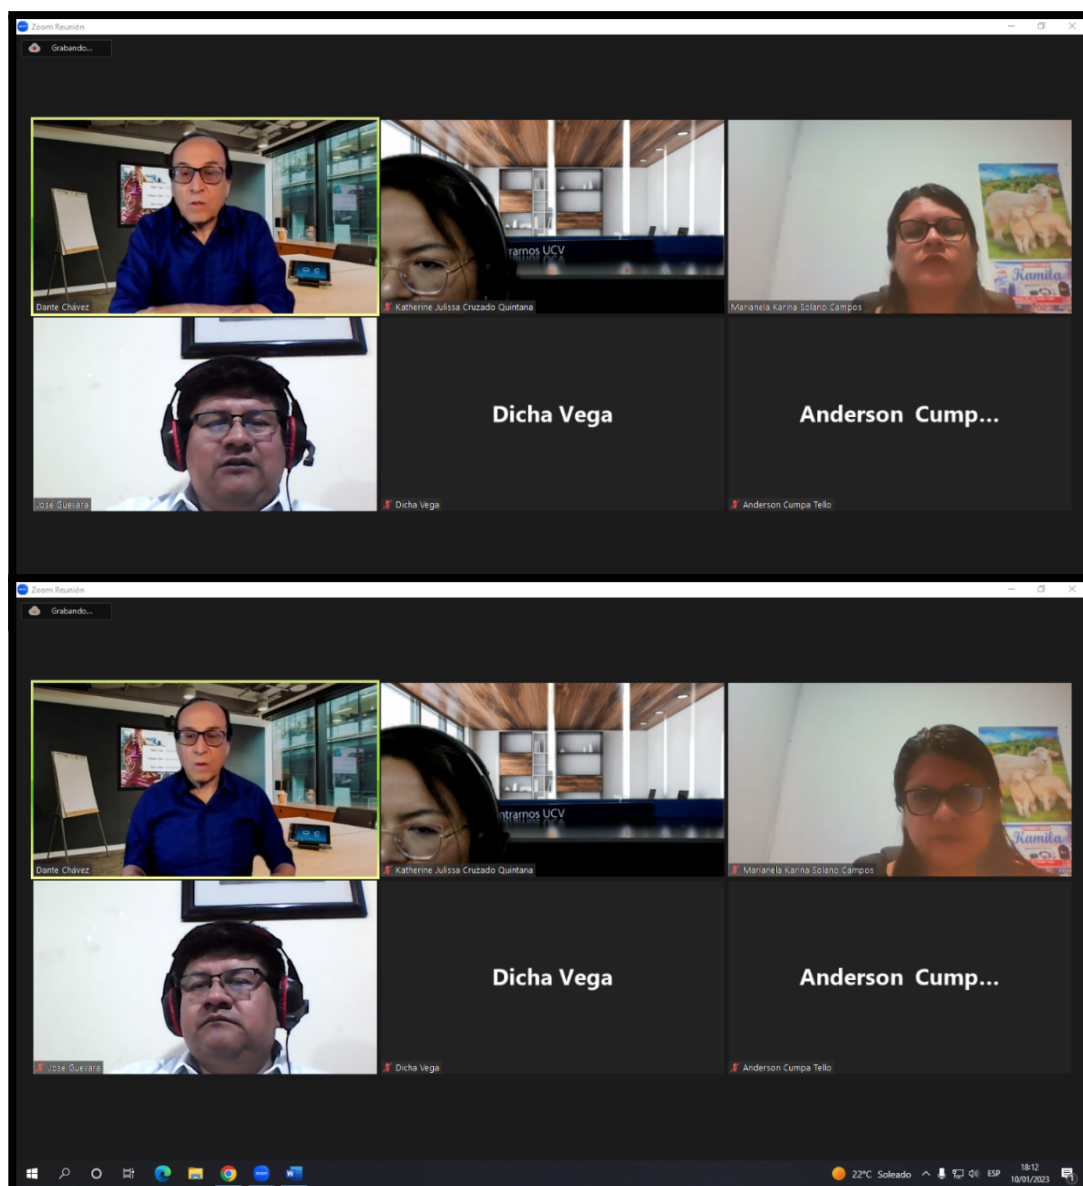 Zoom Reunión
Grabando...
Dante Chávez
ntrarnos UCV
Katherine Julissa Cruzado Quintana
Kamila
Marianela Karina Solano Campos
Jose Guevara
Dicha Vega
Dicha Vega
Anderson Cump...
Anderson Cumpa Tello
Zoom Reunión
Grabando...
Dante Chávez
ntrarnos UCV
Katherine Julissa Cruzado Quintana
Kamila
Marianela Karina Solano Campos
Jose Guevara
Dicha Vega
Dicha Vega
Anderson Cump...
Anderson Cumpa Tello
22°C Soleado
ESP
18:12
10/01/2023